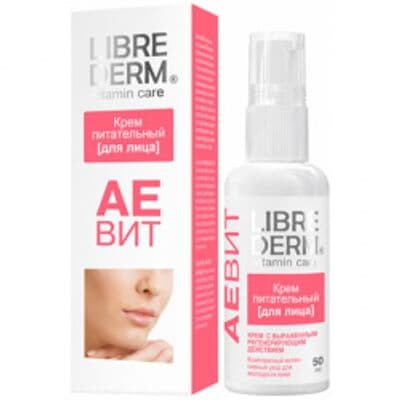 LIBRE
DERM®
vitamin care
Крем
питательный
[для лица]
АЕ
ВИТ
АЕВИТ
LIBRE
DERM®
vitamin care
Крем
питательный
[для лица]
КРЕМ С ВЫРАЖЕННЫМ
РЕГЕНЕРИРУЮЩИМ
ДЕЙСТВИЕМ
50